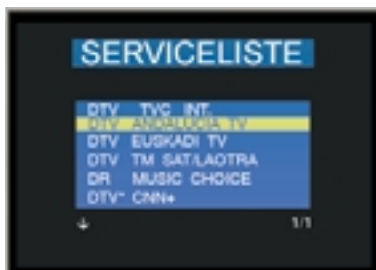 SERVICELISTE
DTV TVC INT.
DTV ANDALUCIA TV
DTV EUSKADI TV
DTV TM SAT/LAOTRA
DR MUSIC CHOICE
DTV* CNN+
↓ 1/1